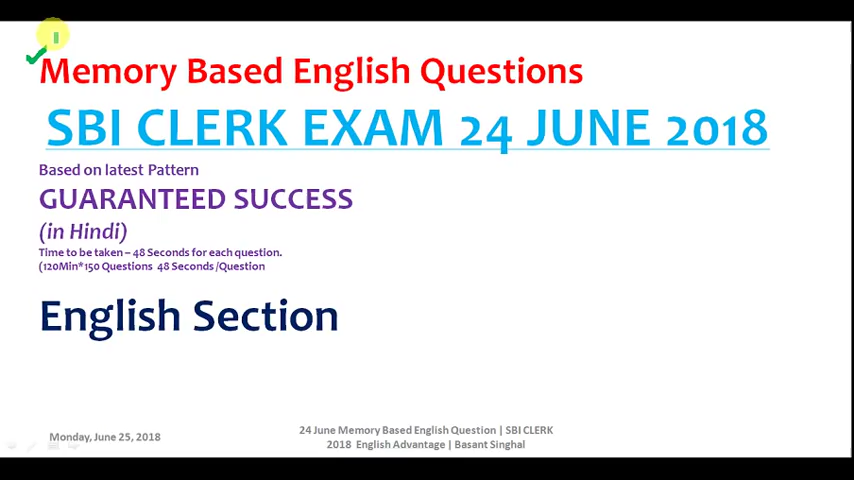 Memory Based English Questions
SBI CLERK EXAM 24 JUNE 2018
Based on latest Pattern
GUARANTEED SUCCESS
(in Hindi)
Time to be taken – 48 Seconds for each question.
(120Min*150 Questions 48 Seconds /Question
English Section
Monday, June 25, 2018
24 June Memory Based English Question | SBI CLERK
2018 English Advantage | Basant Singhal